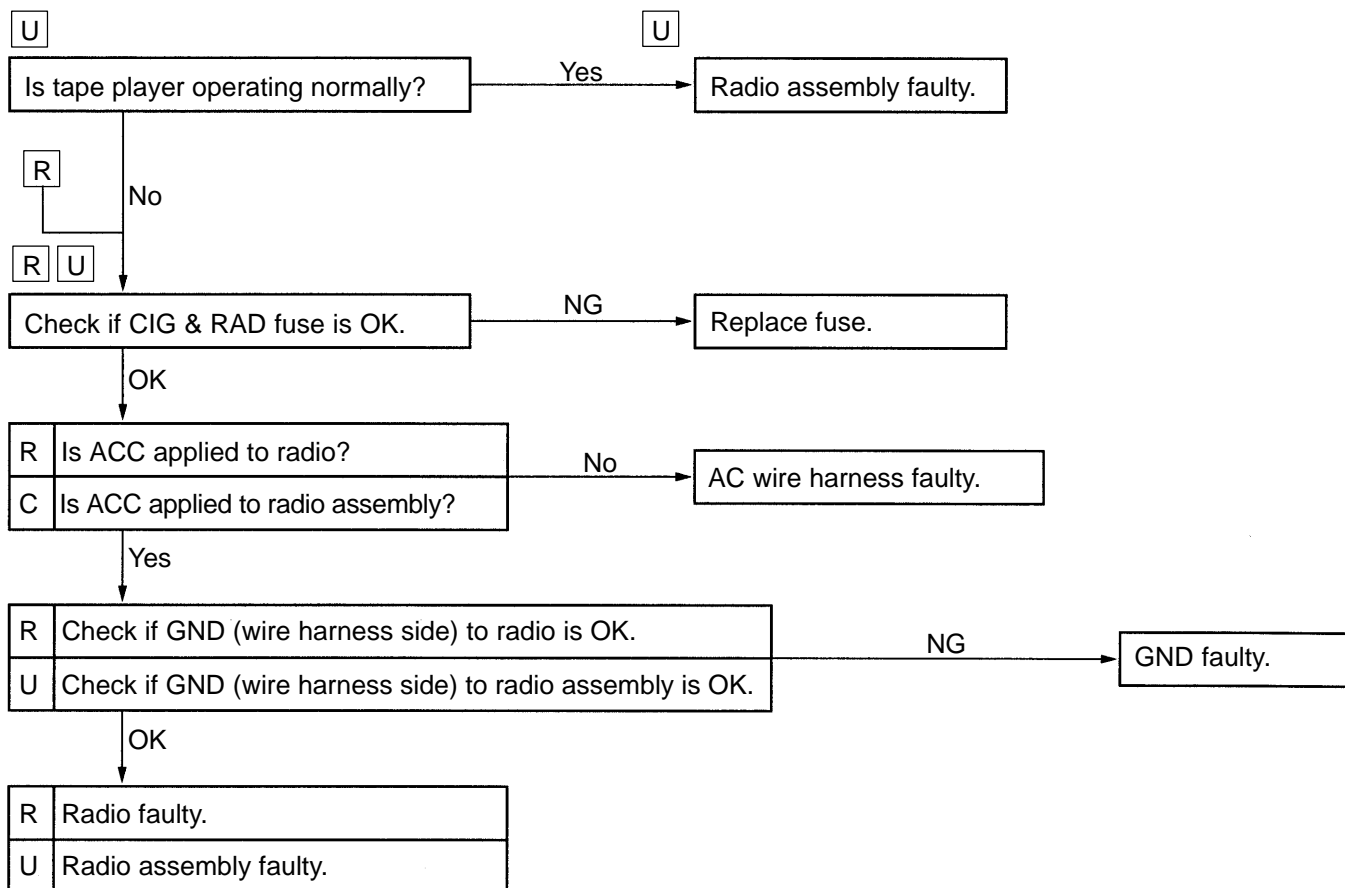 U U
Is tape player operating normally? Yes Radio assembly faulty.
R
No
R U
Check if CIG & RAD fuse is OK. NG Replace fuse.
OK
R Is ACC applied to radio?
No AC wire harness faulty.
C Is ACC applied to radio assembly?
Yes
R Check if GND (wire harness side) to radio is OK.
NG GND faulty.
U Check if GND (wire harness side) to radio assembly is OK.
OK
R Radio faulty.
U Radio assembly faulty.